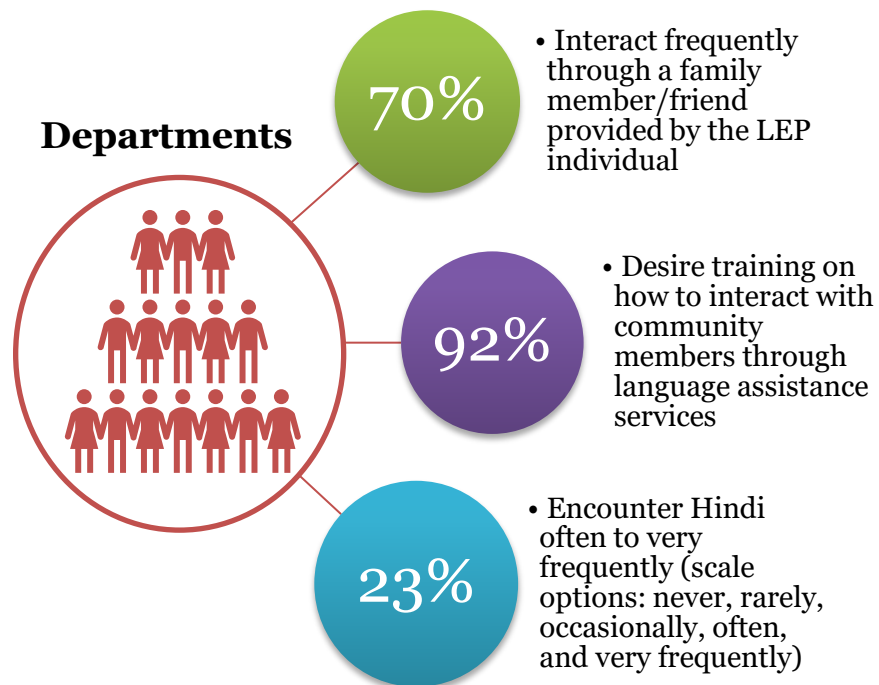 Departments
70%
• Interact frequently
through a family
member/friend
provided by the LEP
individual
92%
• Desire training on
how to interact with
community
members through
language assistance
services
23%
• Encounter Hindi
often to very
frequently (scale
options: never, rarely,
occasionally, often,
and very frequently)